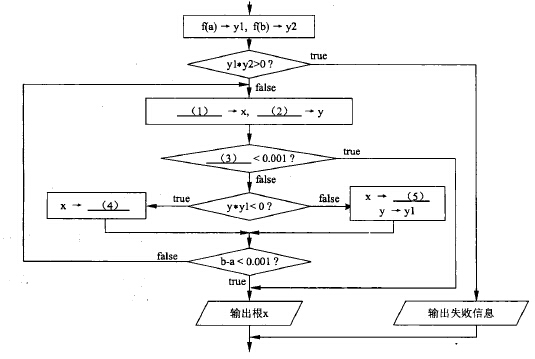 f(a) → y1, f(b) → y2
y1*y2>0 ?
true
false
(1) → x, (2) → y
(3) < 0.001 ?
true
false
x → (4)
true
y*y1< 0 ?
false
x → (5)
y → y1
false
b-a < 0.001 ?
true
输出根x
输出失败信息